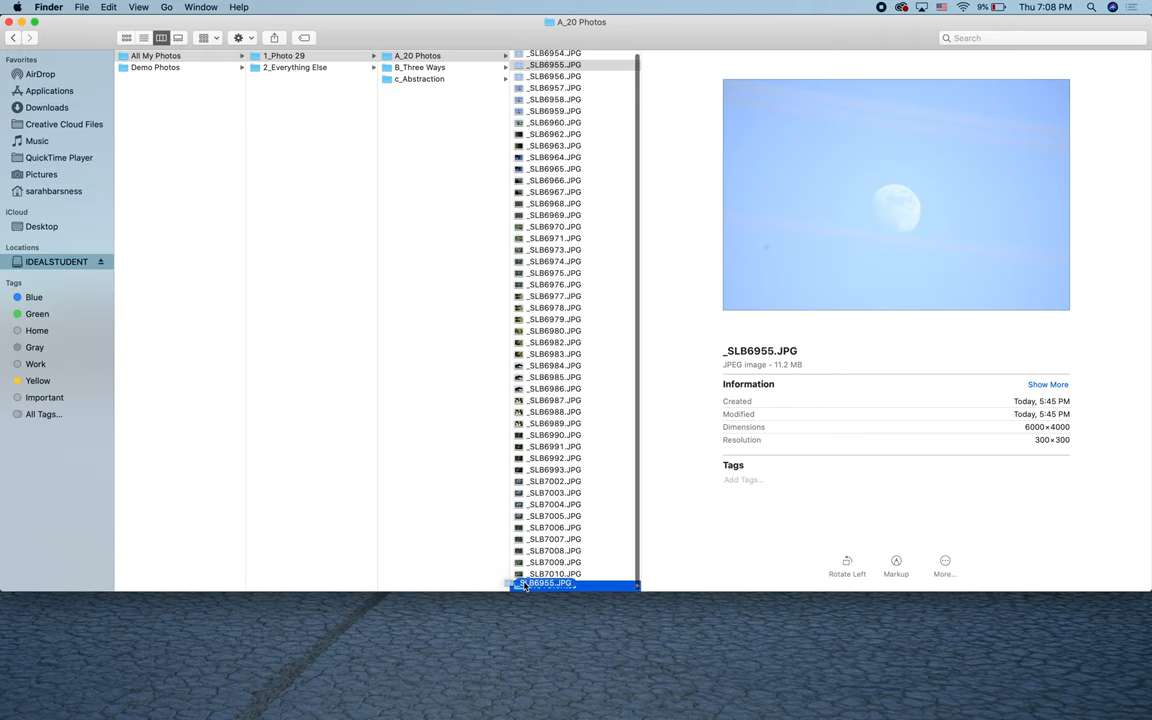 Finder File Edit View Go Window Help 9% Thu 7:08 PM
A_20 Photos
Search
Favorites
AirDrop
Applications
Downloads
Creative Cloud Files
Music
QuickTime Player
Pictures
sarahbarsness
iCloud
Desktop
Locations
IDEALSTUDENT
Tags
Blue
Green
Home
Gray
Work
Yellow
Important
All Tags...
All My Photos
Demo Photos
1_Photo 29
2_Everything Else
A_20 Photos
B_Three Ways
c_Abstraction
_SLB6954.JPG
_SLB6955.JPG
_SLB6956.JPG
_SLB6957.JPG
_SLB6958.JPG
_SLB6959.JPG
_SLB6960.JPG
_SLB6962.JPG
_SLB6963.JPG
_SLB6964.JPG
_SLB6965.JPG
_SLB6966.JPG
_SLB6967.JPG
_SLB6968.JPG
_SLB6969.JPG
_SLB6970.JPG
_SLB6971.JPG
_SLB6973.JPG
_SLB6974.JPG
_SLB6975.JPG
_SLB6976.JPG
_SLB6977.JPG
_SLB6978.JPG
_SLB6979.JPG
_SLB6980.JPG
_SLB6982.JPG
_SLB6983.JPG
_SLB6984.JPG
_SLB6985.JPG
_SLB6986.JPG
_SLB6987.JPG
_SLB6988.JPG
_SLB6989.JPG
_SLB6990.JPG
_SLB6991.JPG
_SLB6992.JPG
_SLB6993.JPG
_SLB7002.JPG
_SLB7003.JPG
_SLB7004.JPG
_SLB7005.JPG
_SLB7006.JPG
_SLB7007.JPG
_SLB7008.JPG
_SLB7009.JPG
_SLB7010.JPG
_SLB6955.JPG
_SLB6955.JPG
JPEG image - 11.2 MB
Information Show More
Created Today, 5:45 PM
Modified Today, 5:45 PM
Dimensions 6000×4000
Resolution 300×300
Tags
Add Tags...
Rotate Left Markup More...